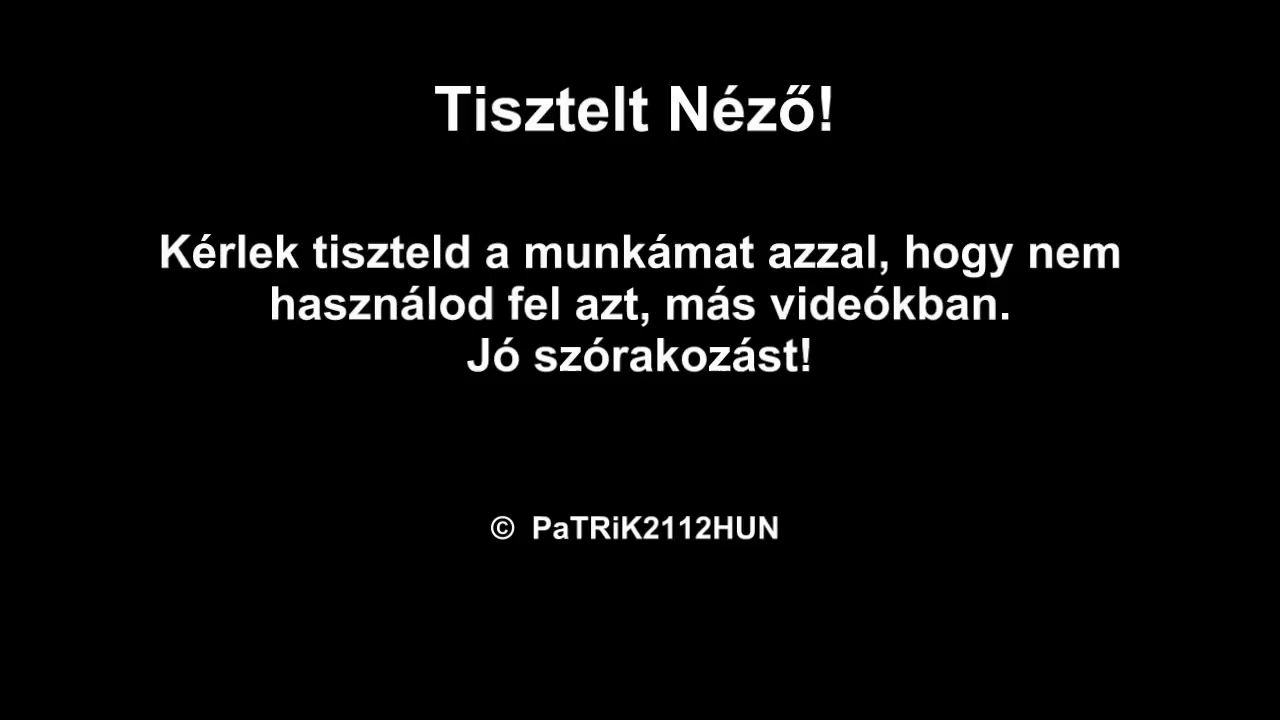 Tisztelt Néző!
Kérlek tiszteld a munkámat azzal, hogy nem
használod fel azt, más videókban.
Jó szórakozást!
© PaTRiK2112HUN